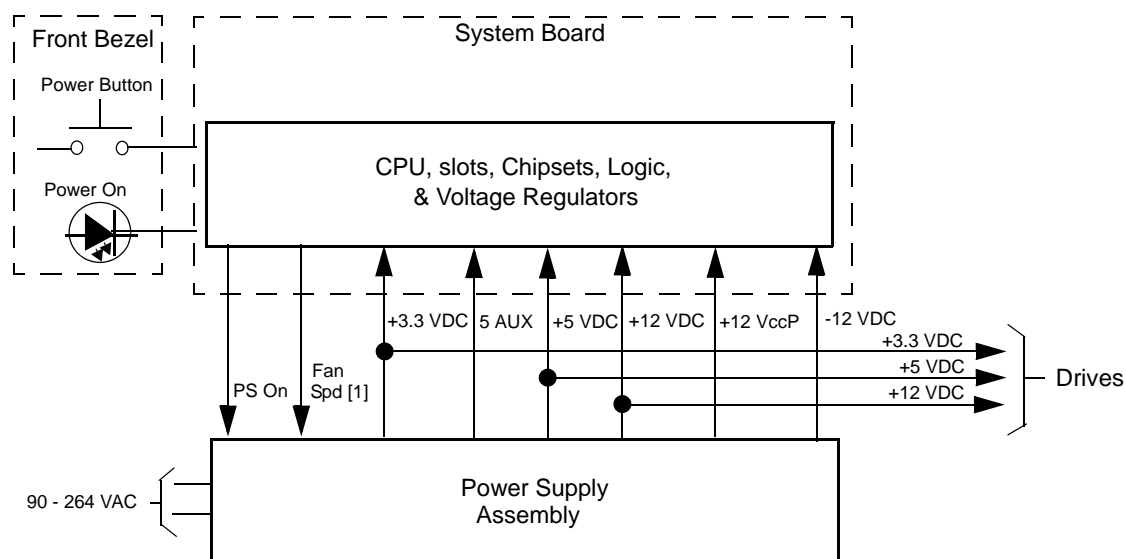 Front Bezel
System Board
Power Button
CPU, slots, Chipsets, Logic,
& Voltage Regulators
Power On
+3.3 VDC
5 AUX
+5 VDC
+12 VDC
+12 VccP
-12 VDC
+3.3 VDC
+5 VDC
+12 VDC
Drives
PS On
Fan
Spd [1]
90 - 264 VAC
Power Supply
Assembly